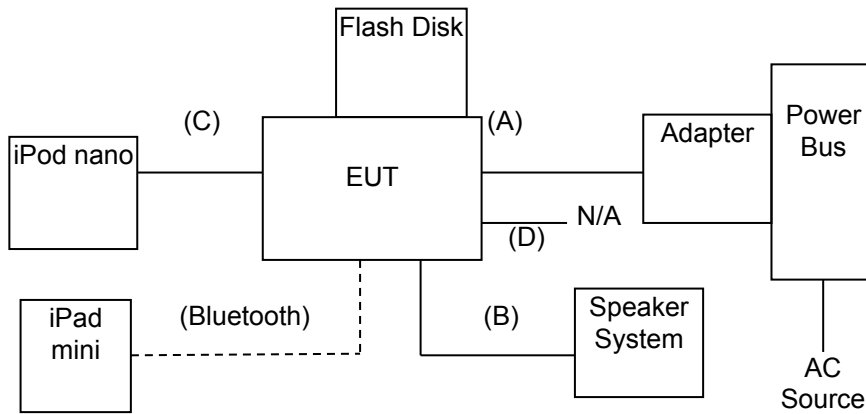 Flash Disk
(C)
(A)
Adapter
Power
Bus
iPod nano
EUT
N/A
(D)
iPad
mini
(Bluetooth)
(B)
Speaker
System
AC
Source